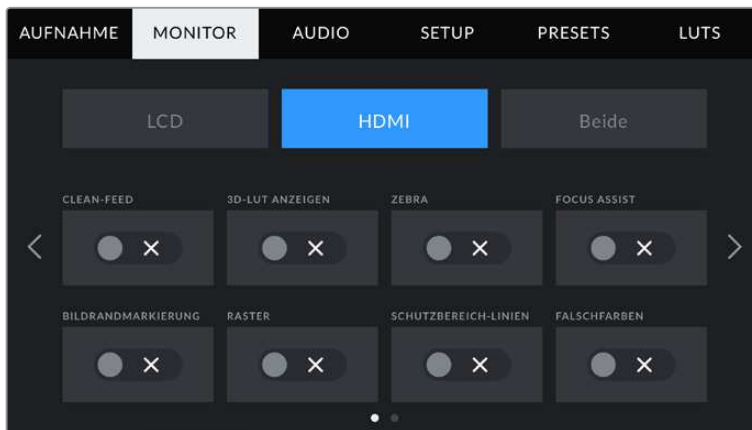 AUFNAHME MONITOR AUDIO SETUP PRESETS LUTS
LCD HDMI Beide
CLEAN-FEED 3D-LUT ANZEIGEN ZEBRA FOCUS ASSIST
BILDRANDMARKIERUNG RASTER SCHUTZBEREICH-LINIEN FALSCHFARBEN